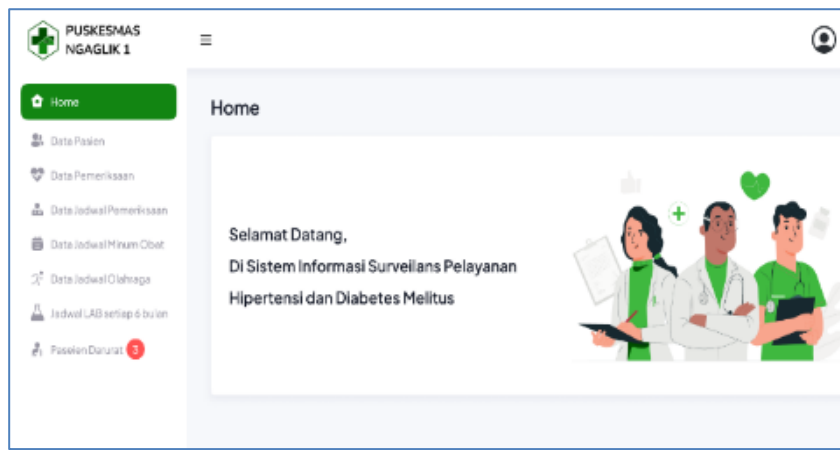 PUSKESMAS
NGAGLIK 1
Home
Data Pasien
Data Pemeriksaan
Data Jadwal Pemeriksaan
Data Jadwal Minum Obat
Data Jadwal Olahraga
Jadwal LAB setiap 6 bulan
Paseien Darurat 3
Home
Selamat Datang,
Di Sistem Informasi Surveilans Pelayanan
Hipertensi dan Diabetes Melitus